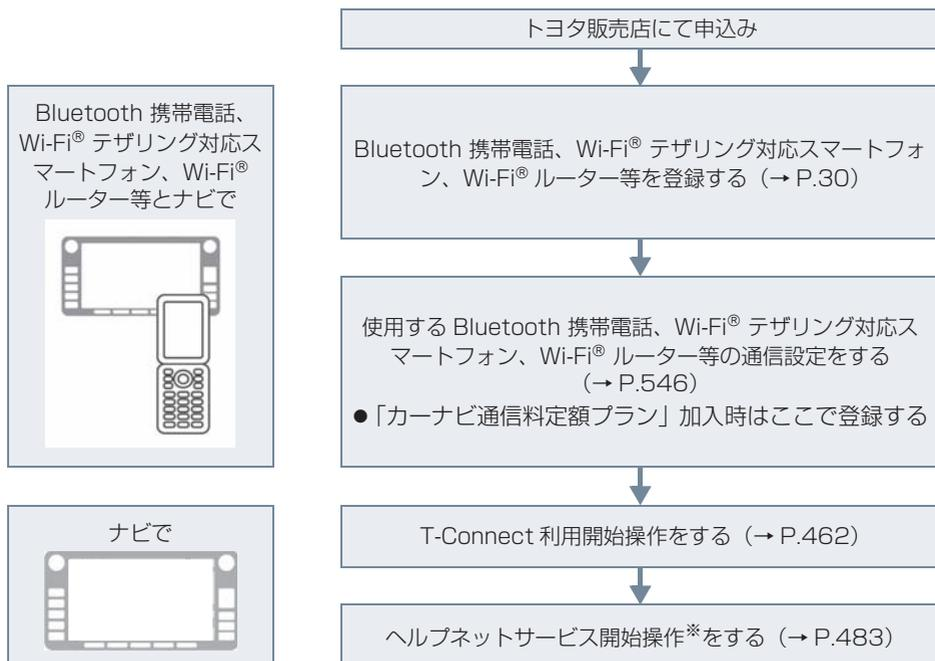 トヨタ販売店にて申込み
Bluetooth 携帯電話、
Wi-Fi® テザリング対応ス
マートフォン、Wi-Fi®
ルーター等とナビで
Bluetooth 携帯電話、Wi-Fi® テザリング対応スマートフォ
ン、Wi-Fi® ルーター等を登録する（→ P.30）
使用する Bluetooth 携帯電話、Wi-Fi® テザリング対応ス
マートフォン、Wi-Fi® ルーター等の通信設定をする
（→ P.546）
●「カーナビ通信料定額プラン」加入時はここで登録する
ナビで
T-Connect 利用開始操作をする（→ P.462）
ヘルプネットサービス開始操作※をする（→ P.483）